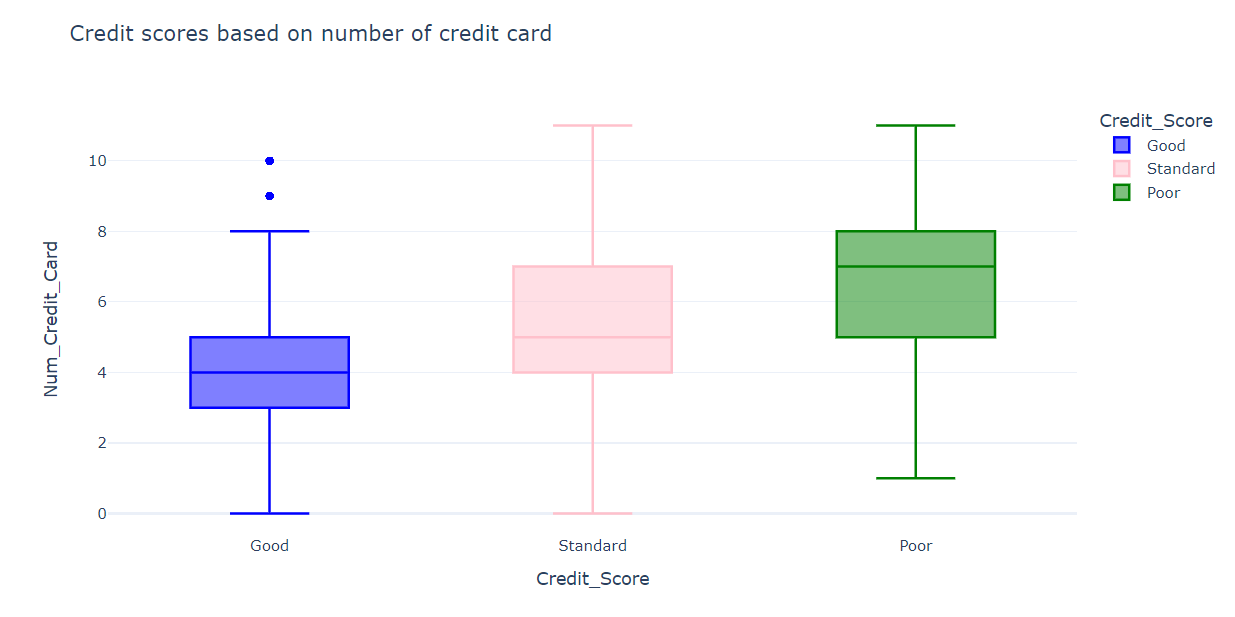 Credit scores based on number of credit card
Credit_Score
Good
Standard
Poor
Num_Credit_Card
10
8
6
4
2
0
Good Standard Poor
Credit_Score